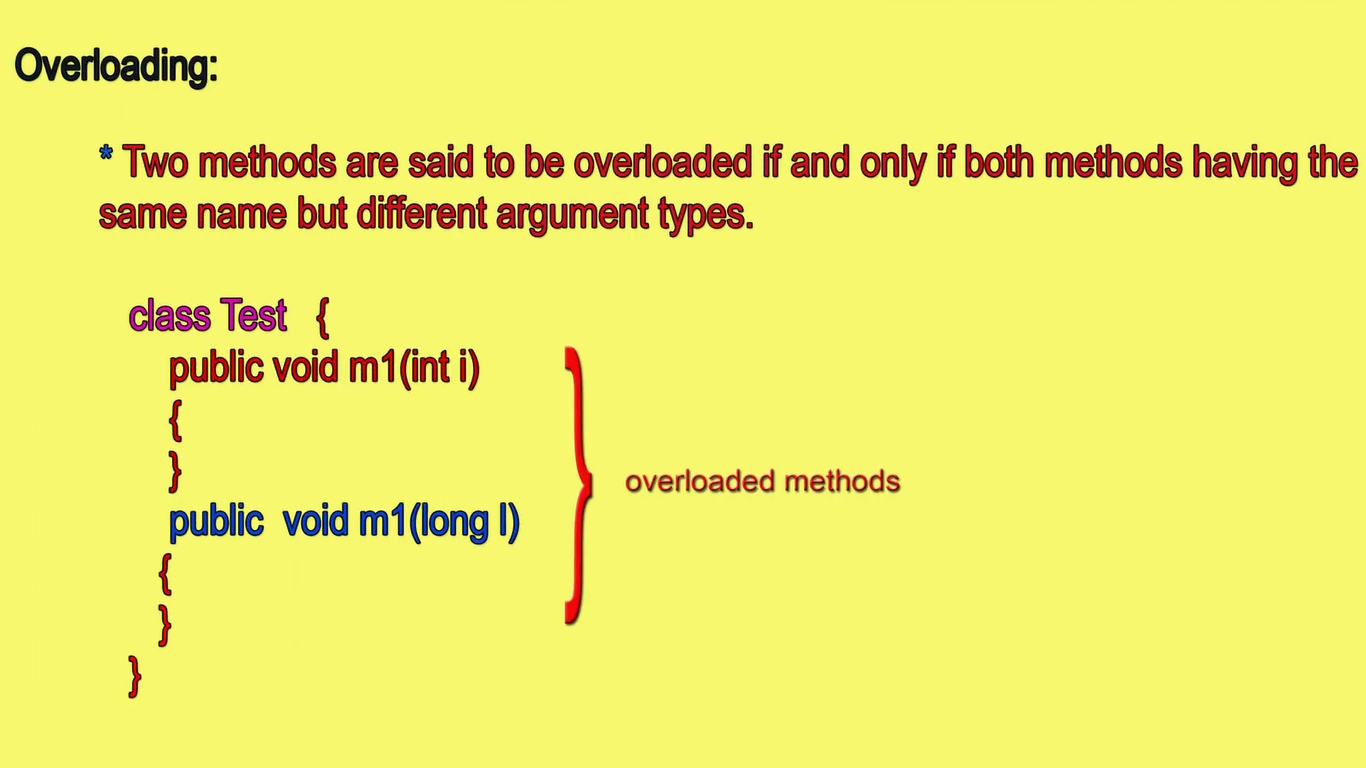 Overloading:
* Two methods are said to be overloaded if and only if both methods having the
same name but different argument types.
class Test {
public void m1(int i)
{
}
public void m1(long l)
{
}
}
overloaded methods